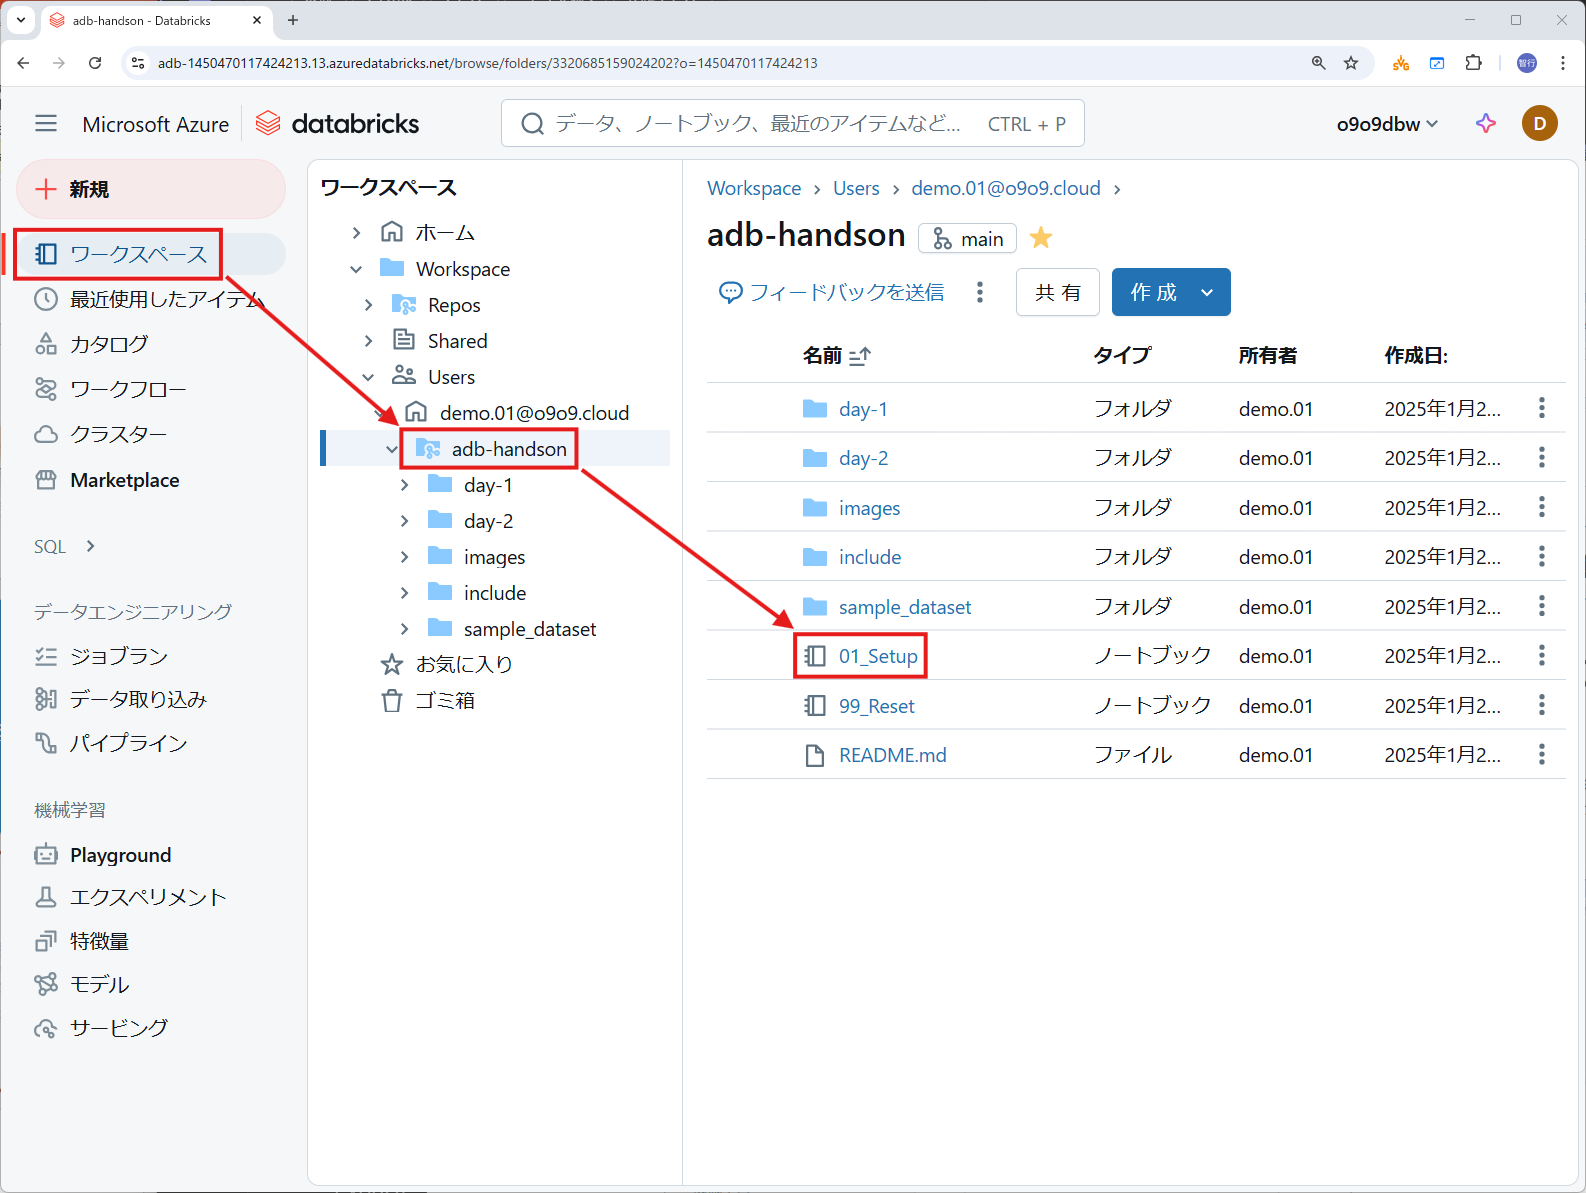 adb-handson - Databricks
adb-1450470117424213.13.azuredatabricks.net/browse/folders/3320685159024202?o=1450470117424213
SVG
智行
Microsoft Azure
databricks
データ、ノートブック、最近のアイテムなど...
CTRL + P
o9o9dbw
D
新規
ワークスペース
最近使用したアイテム
カタログ
ワークフロー
クラスター
Marketplace
SQL
データエンジニアリング
ジョブラン
データ取り込み
パイプライン
機械学習
Playground
エクスペリメント
特徴量
モデル
サービング
ワークスペース
ホーム
Workspace
Repos
Shared
Users
demo.01@o9o9.cloud
adb-handson
day-1
day-2
images
include
sample_dataset
お気に入り
ゴミ箱
Workspace
Users
demo.01@o9o9.cloud
adb-handson
main
フィードバックを送信
共有
作成
名前 タイプ 所有者 作成日:
day-1 フォルダ demo.01 2025年1月2...
day-2 フォルダ demo.01 2025年1月2...
images フォルダ demo.01 2025年1月2...
include フォルダ demo.01 2025年1月2...
sample_dataset フォルダ demo.01 2025年1月2...
01_Setup ノートブック demo.01 2025年1月2...
99_Reset ノートブック demo.01 2025年1月2...
README.md ファイル demo.01 2025年1月2...